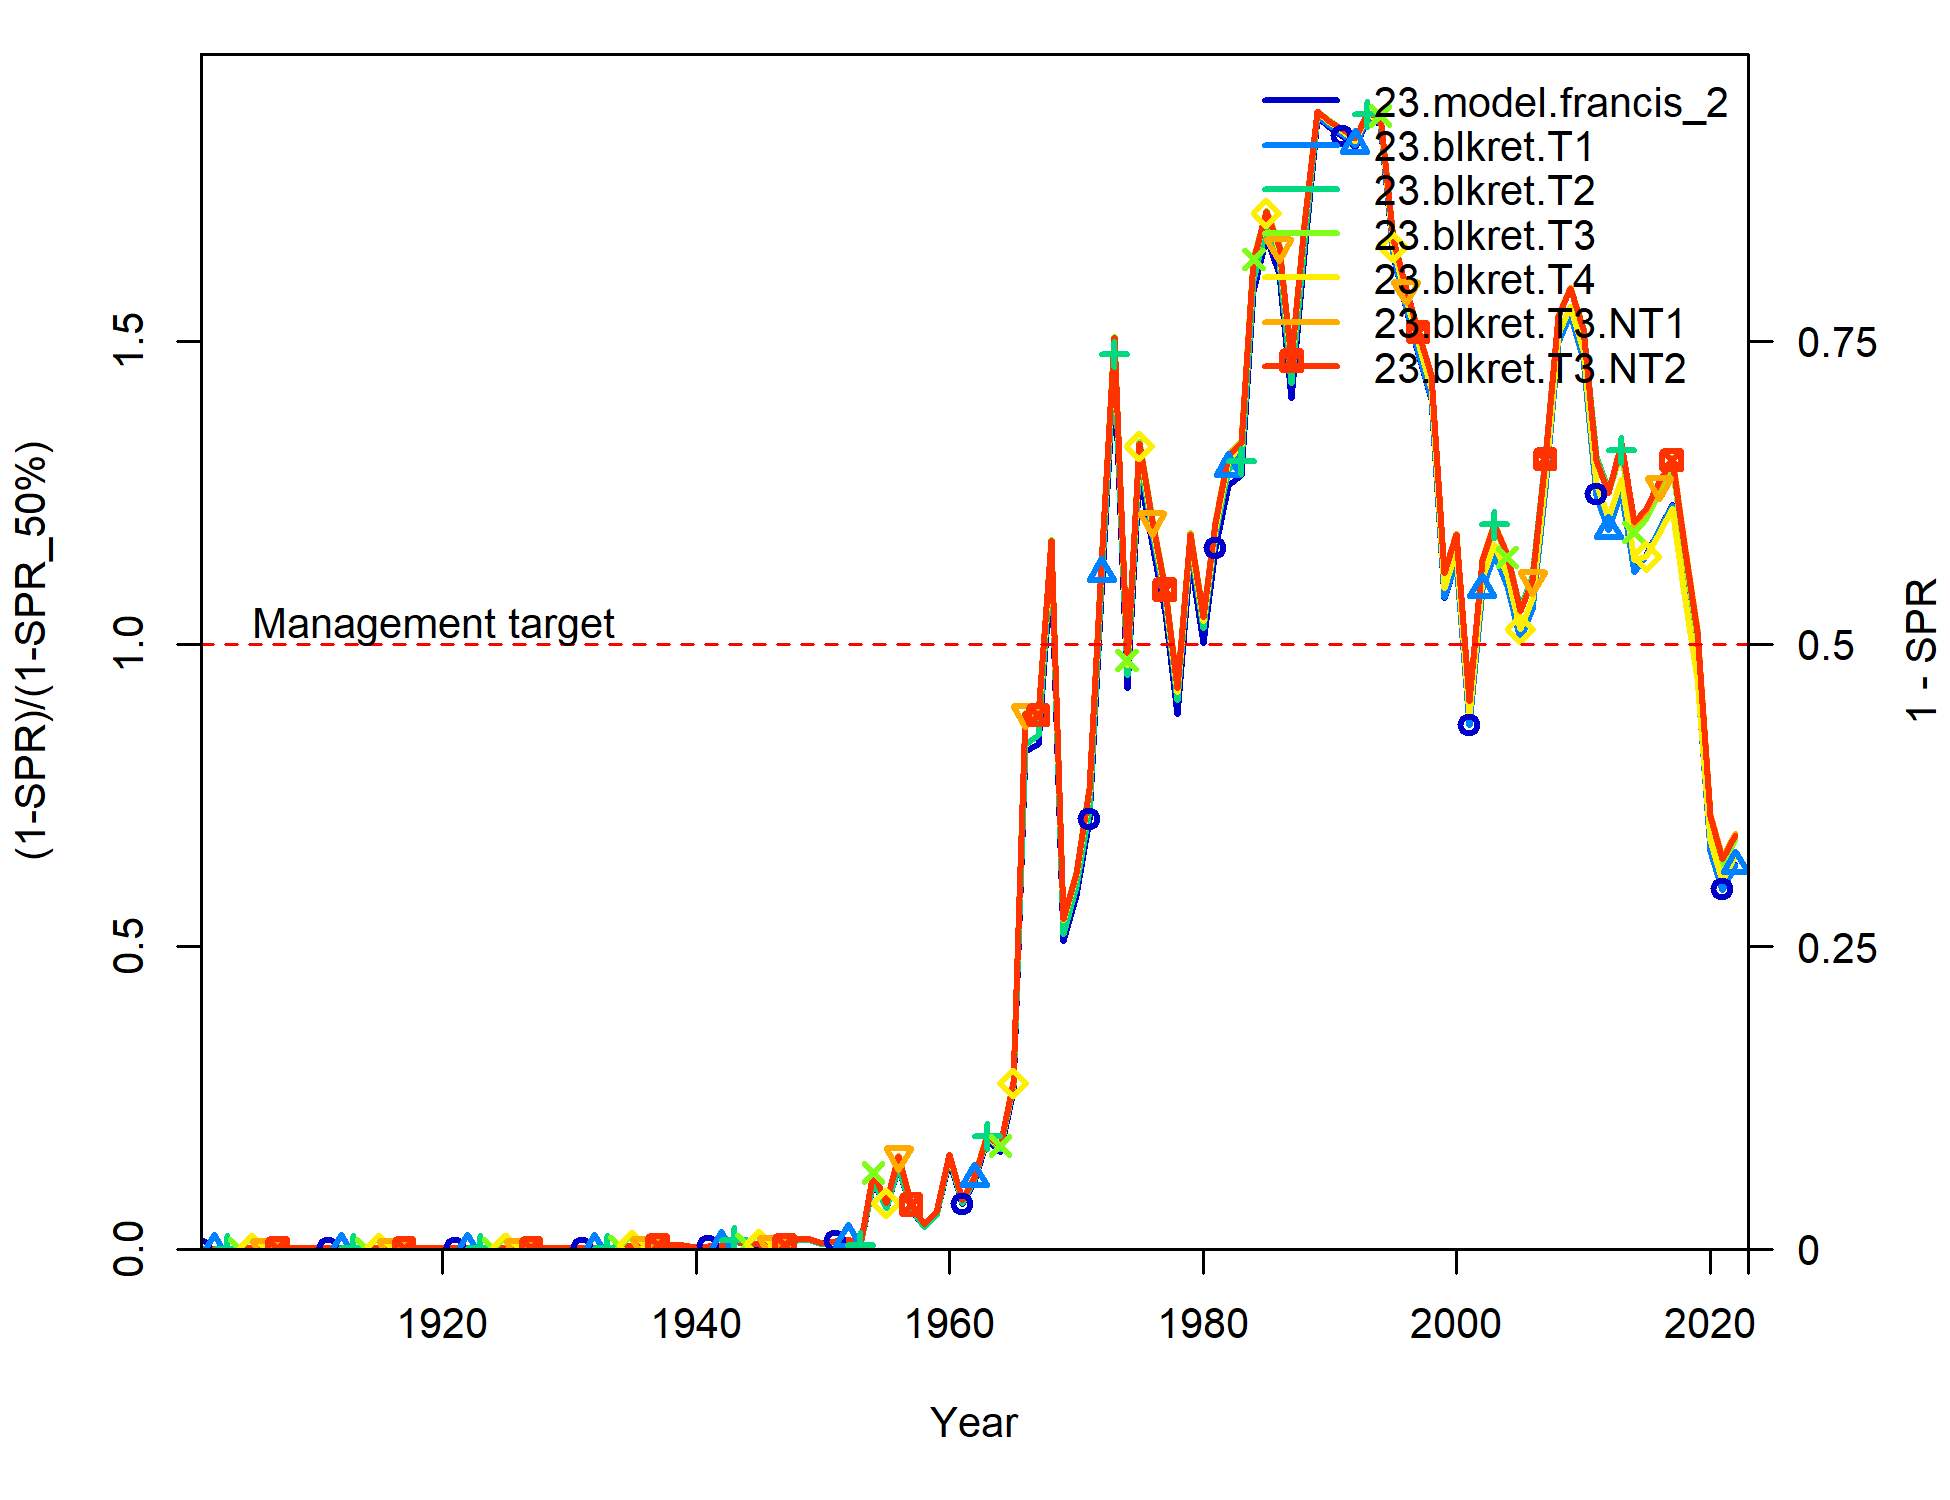 23.model.francis_2
23.blkret.T1
23.blkret.T2
23.blkret.T3
23.blkret.T4
23.blkret.T3.NT1
23.blkret.T3.NT2
Management target
(1-SPR)/(1-SPR_50%)
0.0
0.5
1.0
1.5
1 - SPR
0.75
0.5
0.25
0
1920
1940
1960
1980
2000
2020
Year